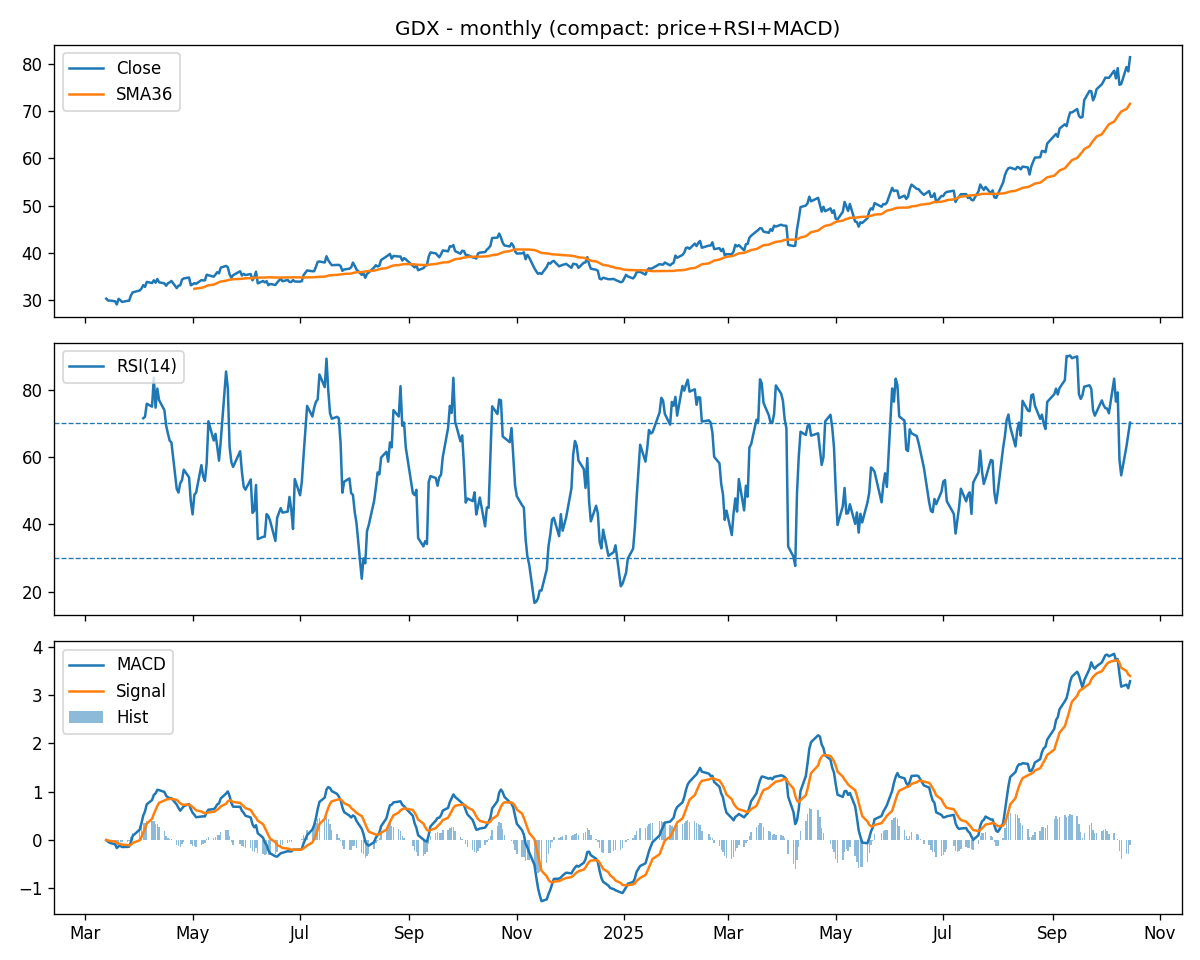 GDX - monthly (compact: price+RSI+MACD)
Close
SMA36
80
70
60
50
40
30
RSI(14)
80
60
40
20
MACD
Signal
Hist
4
3
2
1
0
−1
Mar May Jul Sep Nov 2025 Mar May Jul Sep Nov